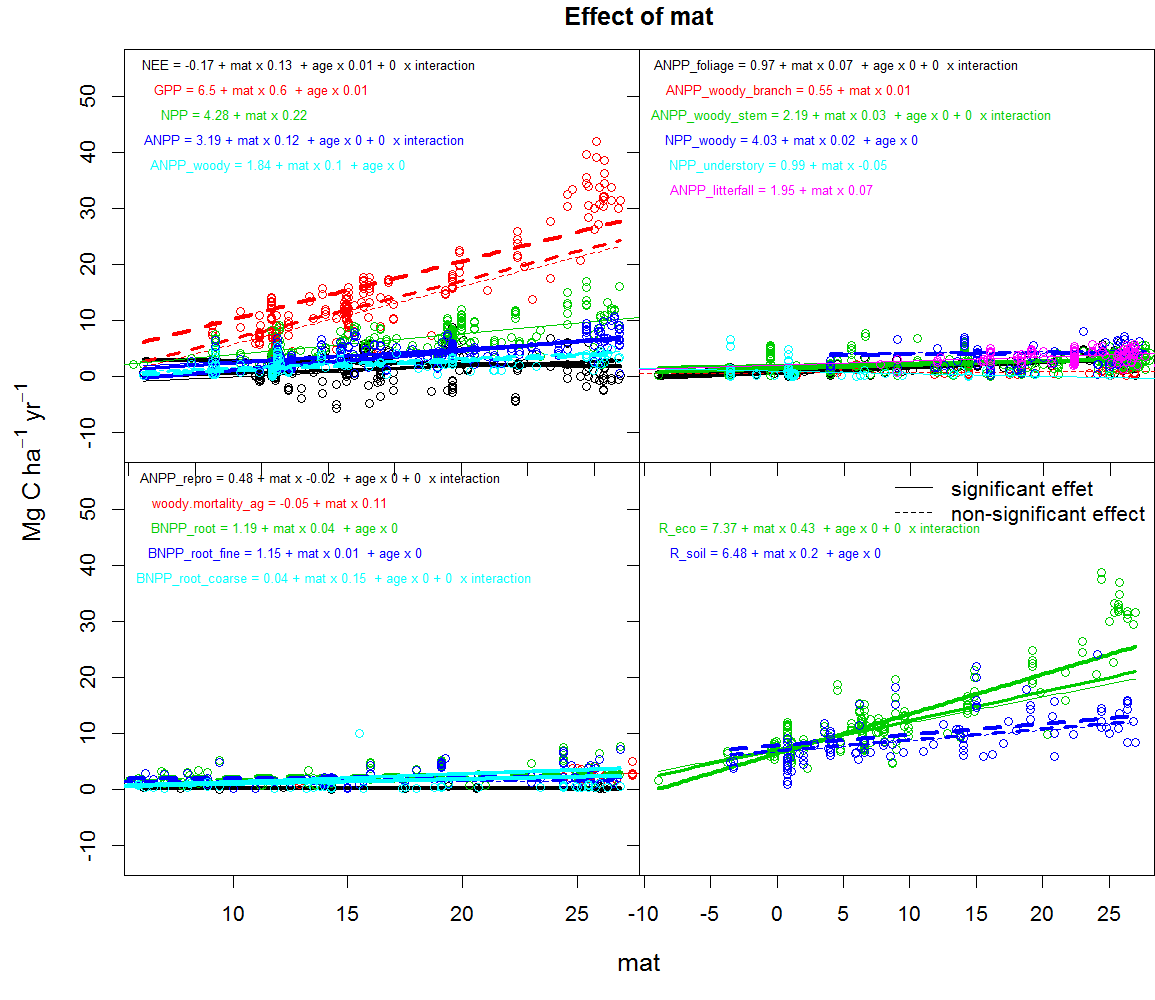 Effect of mat
NEE = -0.17 + mat x 0.13  + age x 0.01 + 0  x interaction
GPP = 6.5 + mat x 0.6  + age x 0.01
NPP = 4.28 + mat x 0.22
ANPP = 3.19 + mat x 0.12  + age x 0 + 0  x interaction
ANPP_woody = 1.84 + mat x 0.1  + age x 0
ANPP_foliage = 0.97 + mat x 0.07  + age x 0 + 0  x interaction
ANPP_woody_branch = 0.55 + mat x 0.01
ANPP_woody_stem = 2.19 + mat x 0.03  + age x 0 + 0  x interaction
NPP_woody = 4.03 + mat x 0.02  + age x 0
NPP_understory = 0.99 + mat x -0.05
ANPP_litterfall = 1.95 + mat x 0.07
50
40
30
20
10
0
-10
Mg C ha⁻¹ yr⁻¹
ANPP_repro = 0.48 + mat x -0.02  + age x 0 + 0  x interaction
woody.mortality_ag = -0.05 + mat x 0.11
BNPP_root = 1.19 + mat x 0.04  + age x 0
BNPP_root_fine = 1.15 + mat x 0.01  + age x 0
BNPP_root_coarse = 0.04 + mat x 0.15  + age x 0 + 0  x interaction
significant effet
non-significant effect
R_eco = 7.37 + mat x 0.43  + age x 0 + 0  x interaction
R_soil = 6.48 + mat x 0.2  + age x 0
50
40
30
20
10
0
-10
10 15 20 25
-10 -5 0 5 10 15 20 25
mat